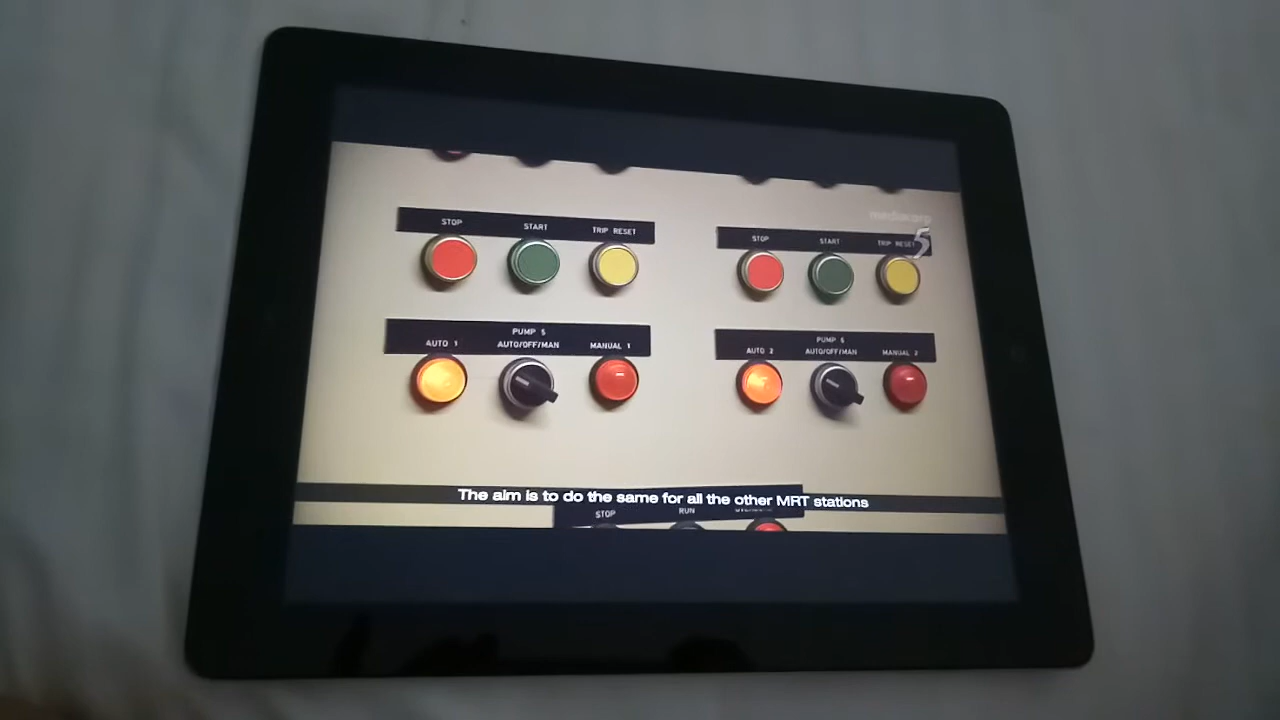 mediacorp
5
STOP START TRIP RESET
STOP START TRIP RESET
PUMP 5
AUTO 1 AUTO/OFF/MAN MANUAL 1
PUMP 6
AUTO 2 AUTO/OFF/MAN MANUAL 2
The aim is to do the same for all the other MRT stations
STOP RUN